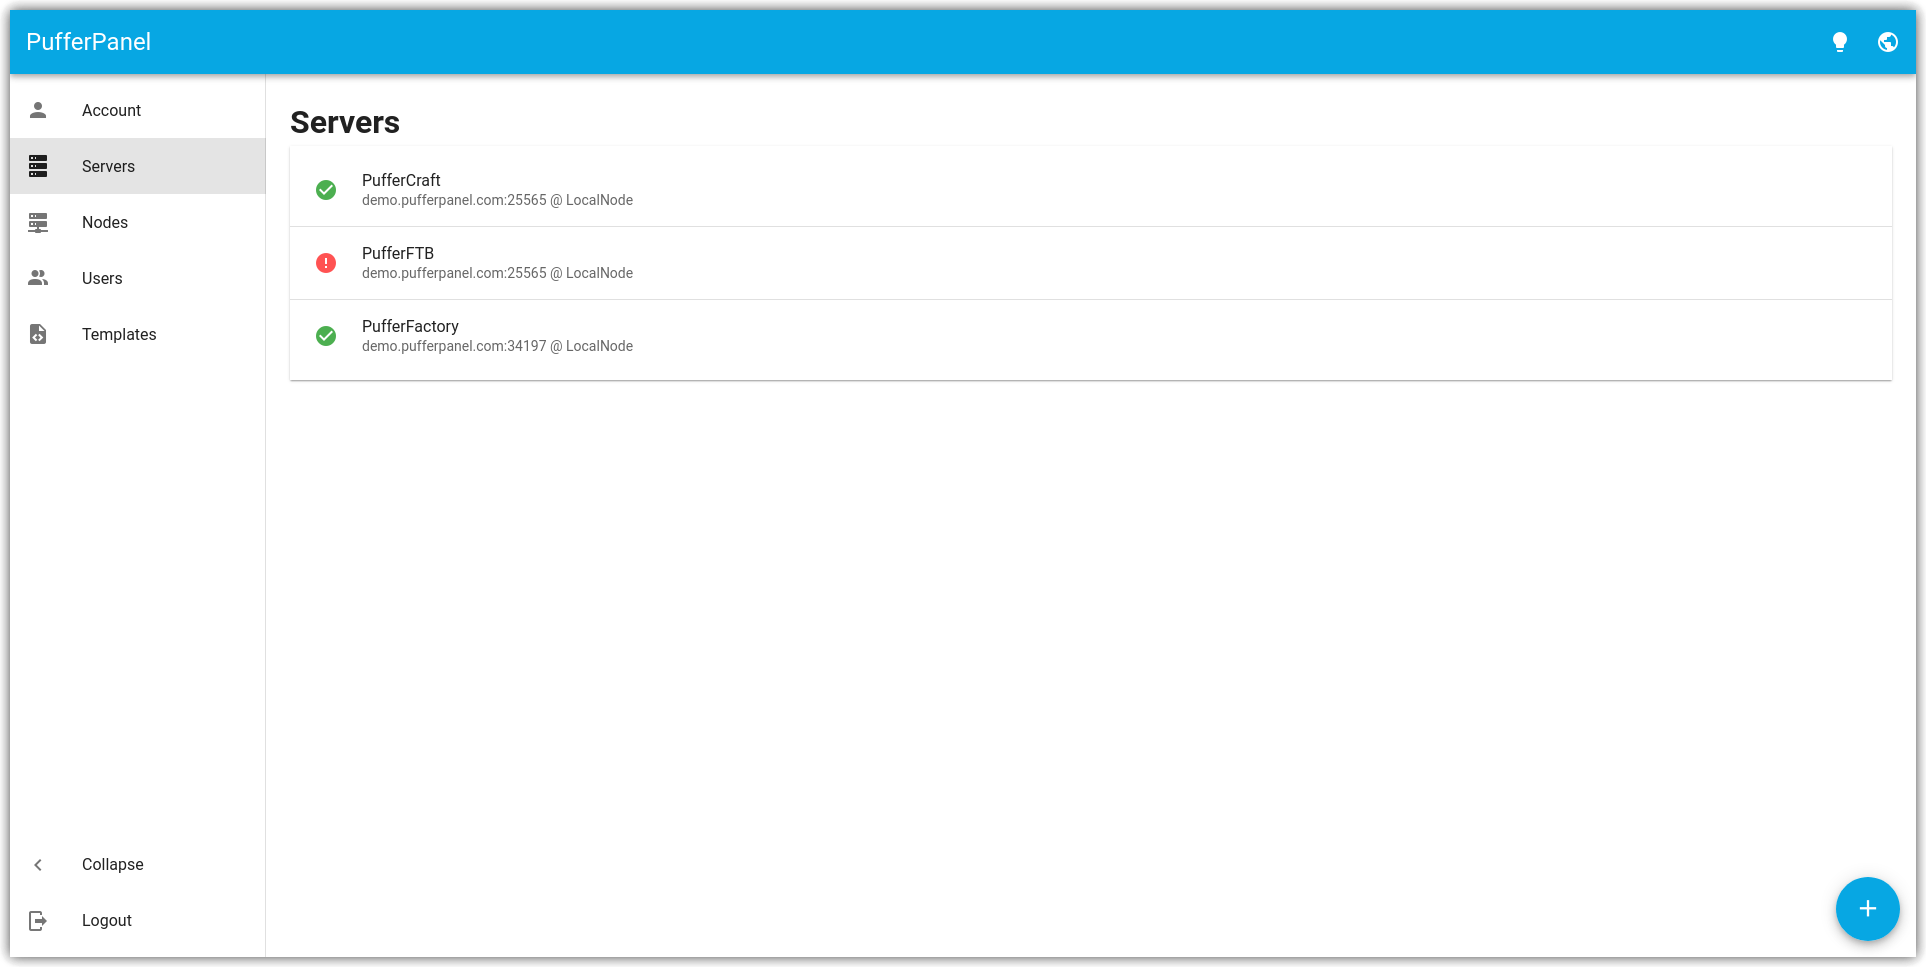 PufferPanel
Account
Servers
Nodes
Users
Templates
Collapse
Logout
Servers
PufferCraft
demo.pufferpanel.com:25565 @ LocalNode
PufferFTB
demo.pufferpanel.com:25565 @ LocalNode
PufferFactory
demo.pufferpanel.com:34197 @ LocalNode